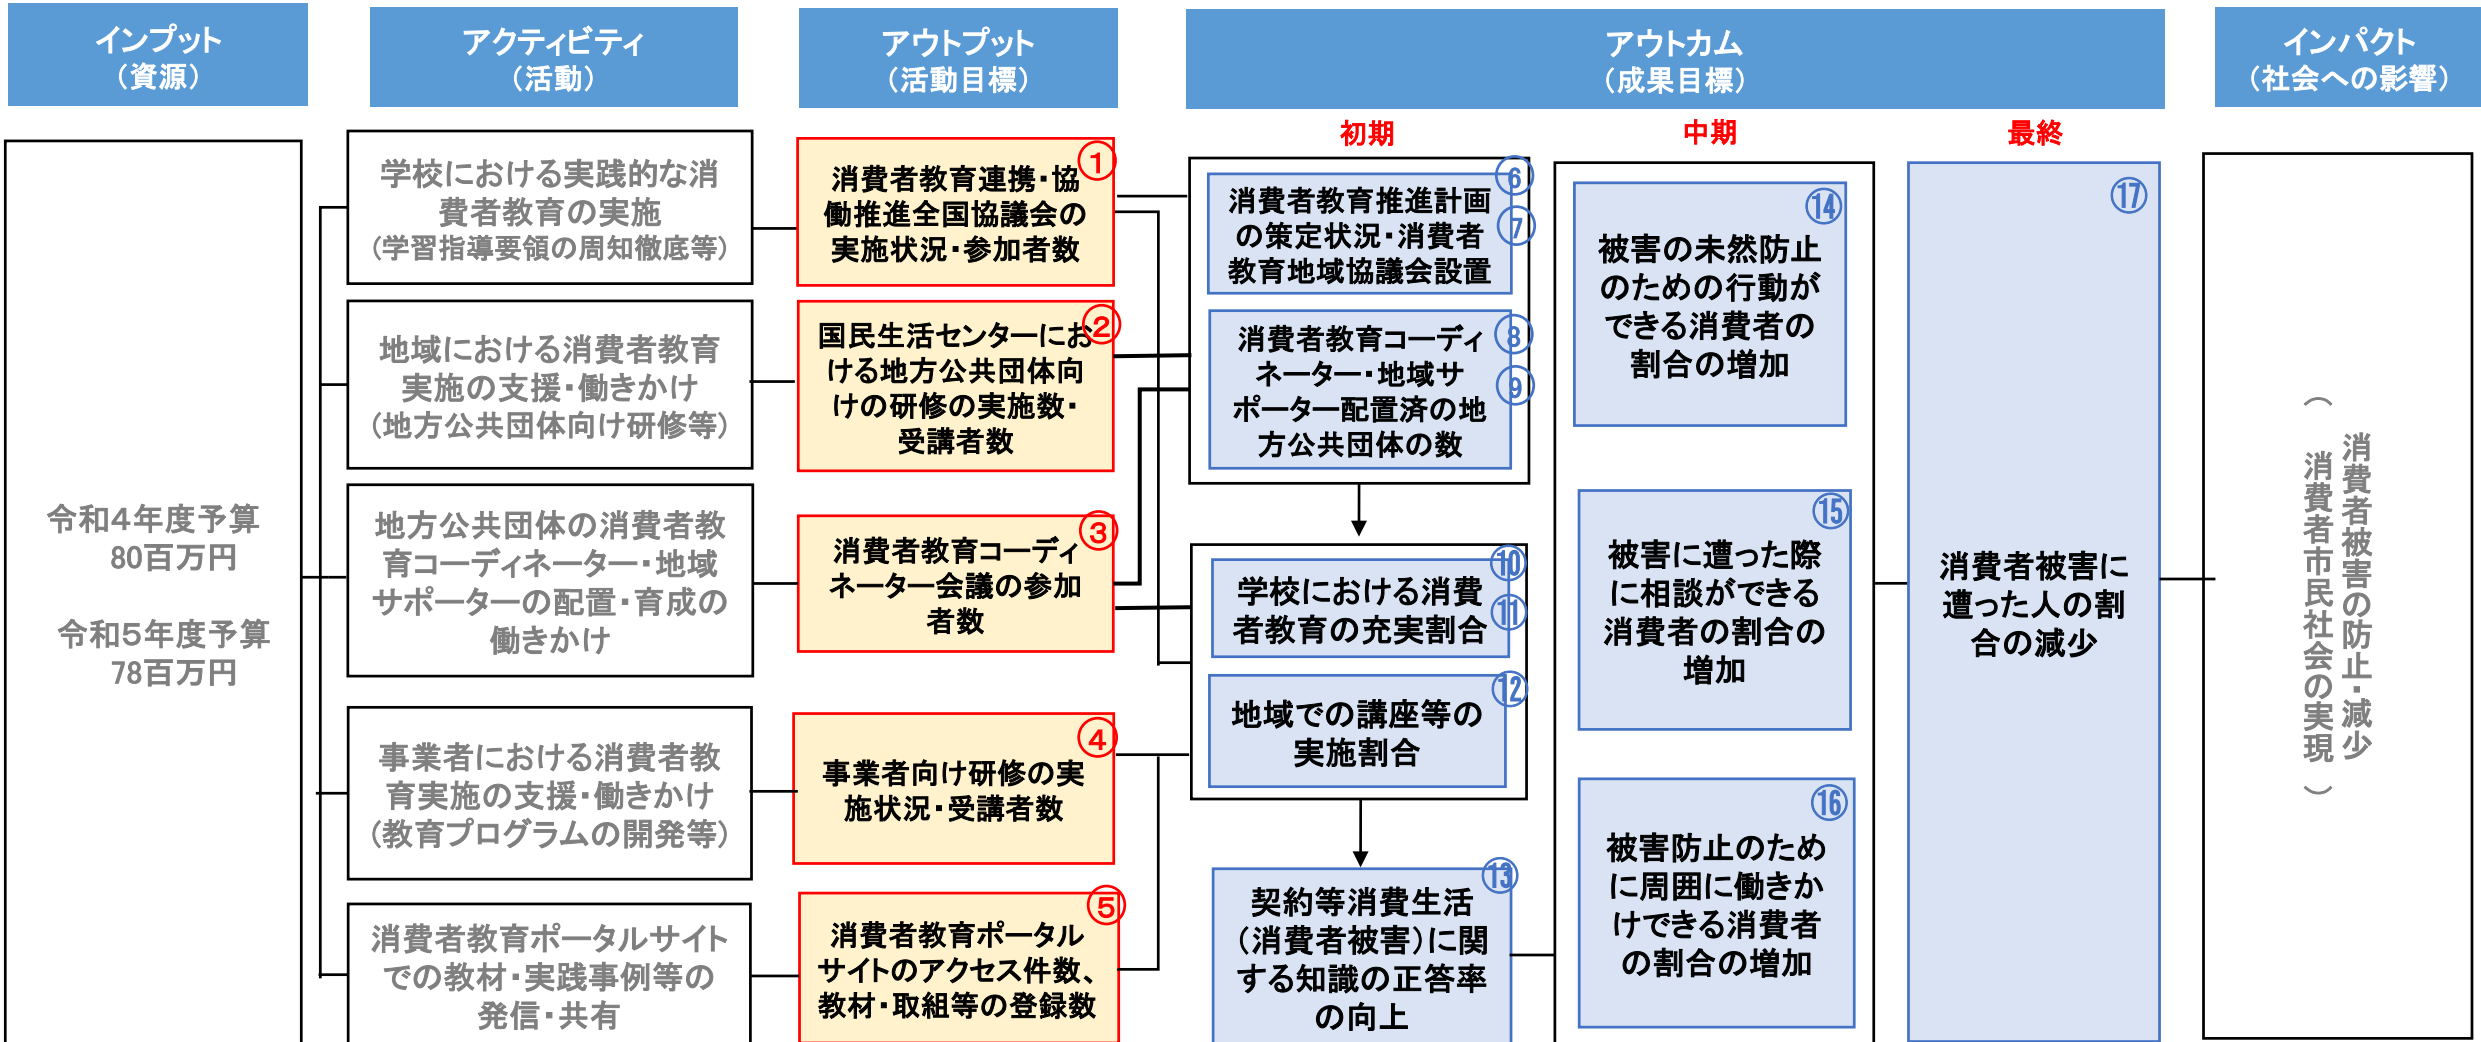 インプット
（資源）
アクティビティ
（活動）
アウトプット
（活動目標）
アウトカム
（成果目標）
インパクト
（社会への影響）
初期
中期
最終
令和４年度予算
80百万円
令和５年度予算
78百万円
学校における実践的な消
費者教育の実施
（学習指導要領の周知徹底等）
地域における消費者教育
実施の支援・働きかけ
（地方公共団体向け研修等）
地方公共団体の消費者教
育コーディネーター・地域
サポーターの配置・育成の
働きかけ
事業者における消費者教
育実施の支援・働きかけ
（教育プログラムの開発等）
消費者教育ポータルサイト
での教材・実践事例等の
発信・共有
①
消費者教育連携・協
働推進全国協議会の
実施状況・参加者数
②
国民生活センターにお
ける地方公共団体向
けの研修の実施数・
受講者数
③
消費者教育コーディ
ネーター会議の参加
者数
④
事業者向け研修の実
施状況・受講者数
⑤
消費者教育ポータル
サイトのアクセス件数、
教材・取組等の登録数
⑥
⑦
消費者教育推進計画
の策定状況・消費者
教育地域協議会設置
⑧
⑨
消費者教育コーディ
ネーター・地域サ
ポーター配置済の地
方公共団体の数
⑩
⑪
学校における消費
者教育の充実割合
⑫
地域での講座等の
実施割合
⑬
契約等消費生活
（消費者被害）に関
する知識の正答率
の向上
⑭
被害の未然防止
のための行動が
できる消費者の
割合の増加
⑮
被害に遭った際
に相談ができる
消費者の割合の
増加
⑯
被害防止のため
に周囲に働きか
けできる消費者
の割合の増加
⑰
消費者被害に
遭った人の割
合の減少
消費者被害の防止・減少
（消費者市民社会の実現）